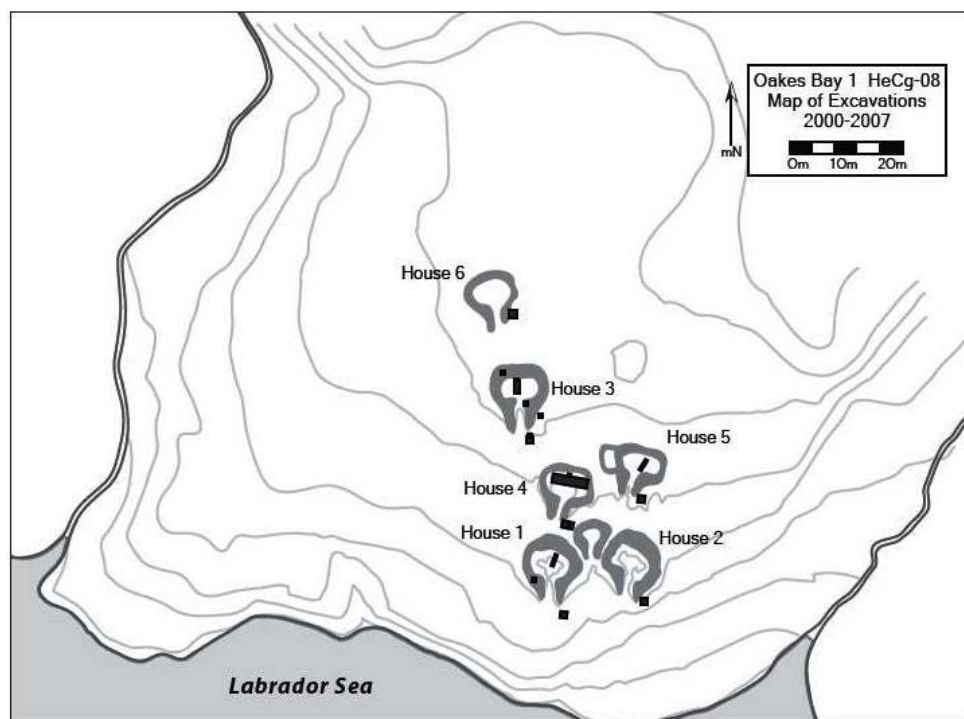 Oakes Bay 1 HeCg-08
Map of Excavations
2000-2007
0m 10m 20m
mN
House 6
House 3
House 5
House 4
House 1
House 2
Labrador Sea